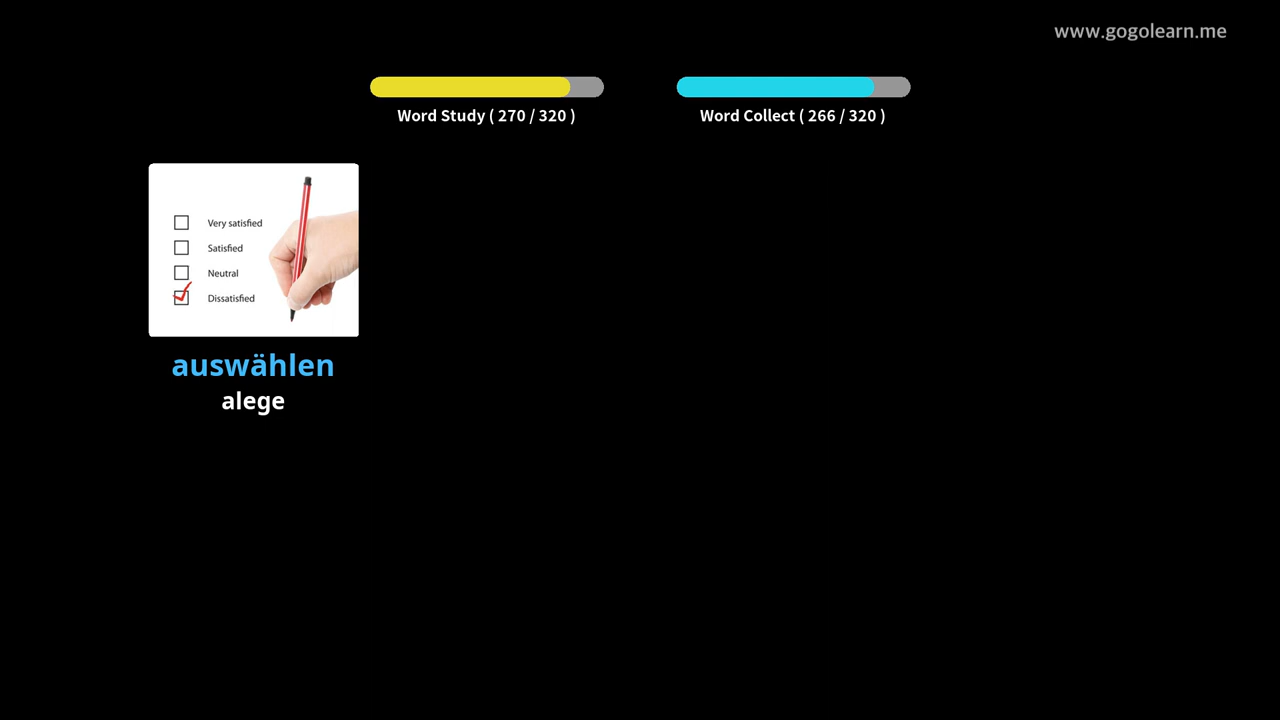 www.gogolearn.me
Word Study ( 270 / 320 )
Word Collect ( 266 / 320 )
Very satisfied
Satisfied
Neutral
Dissatisfied
auswählen
alege